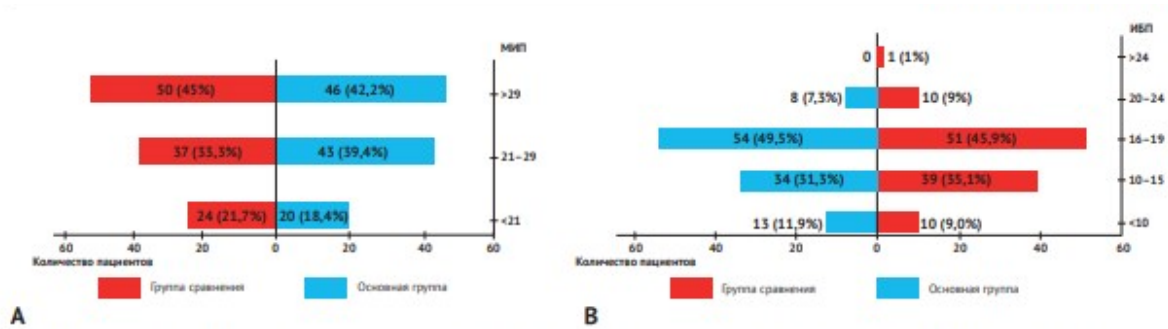 МИП
50 (45%) 46 (42,2%) >29
37 (33,3%) 43 (39,4%) 21–29
24 (21,7%) 20 (18,4%) <21
60 40 20 0 20 40 60
Количество пациентов
Группа сравнения Основная группа
А
ИБП
0 1 (1%) >24
8 (7,3%) 10 (9%) 20–24
54 (49,5%) 51 (45,9%) 16–19
34 (31,3%) 39 (35,1%) 10–15
13 (11,9%) 10 (9,0%) <10
60 40 20 0 20 40 60
Количество пациентов
Группа сравнения Основная группа
В